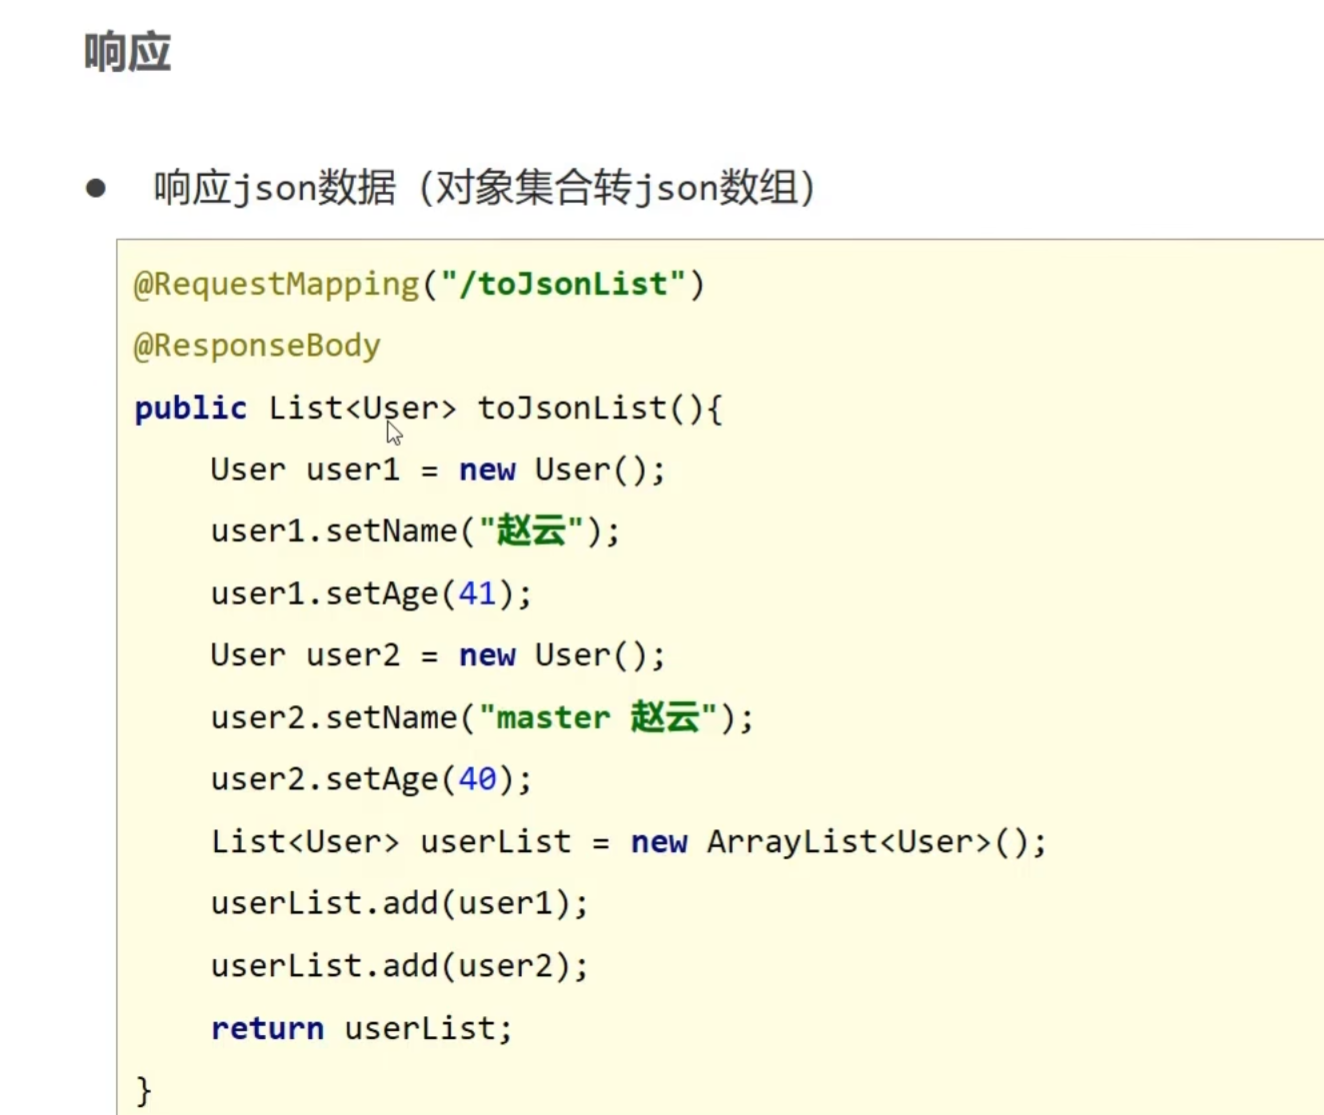 响应
● 响应json数据（对象集合转json数组）
@RequestMapping("/toJsonList")
@ResponseBody
public List<User> toJsonList(){
    User user1 = new User();
    user1.setName("赵云");
    user1.setAge(41);
    User user2 = new User();
    user2.setName("master 赵云");
    user2.setAge(40);
    List<User> userList = new ArrayList<User>();
    userList.add(user1);
    userList.add(user2);
    return userList;
}